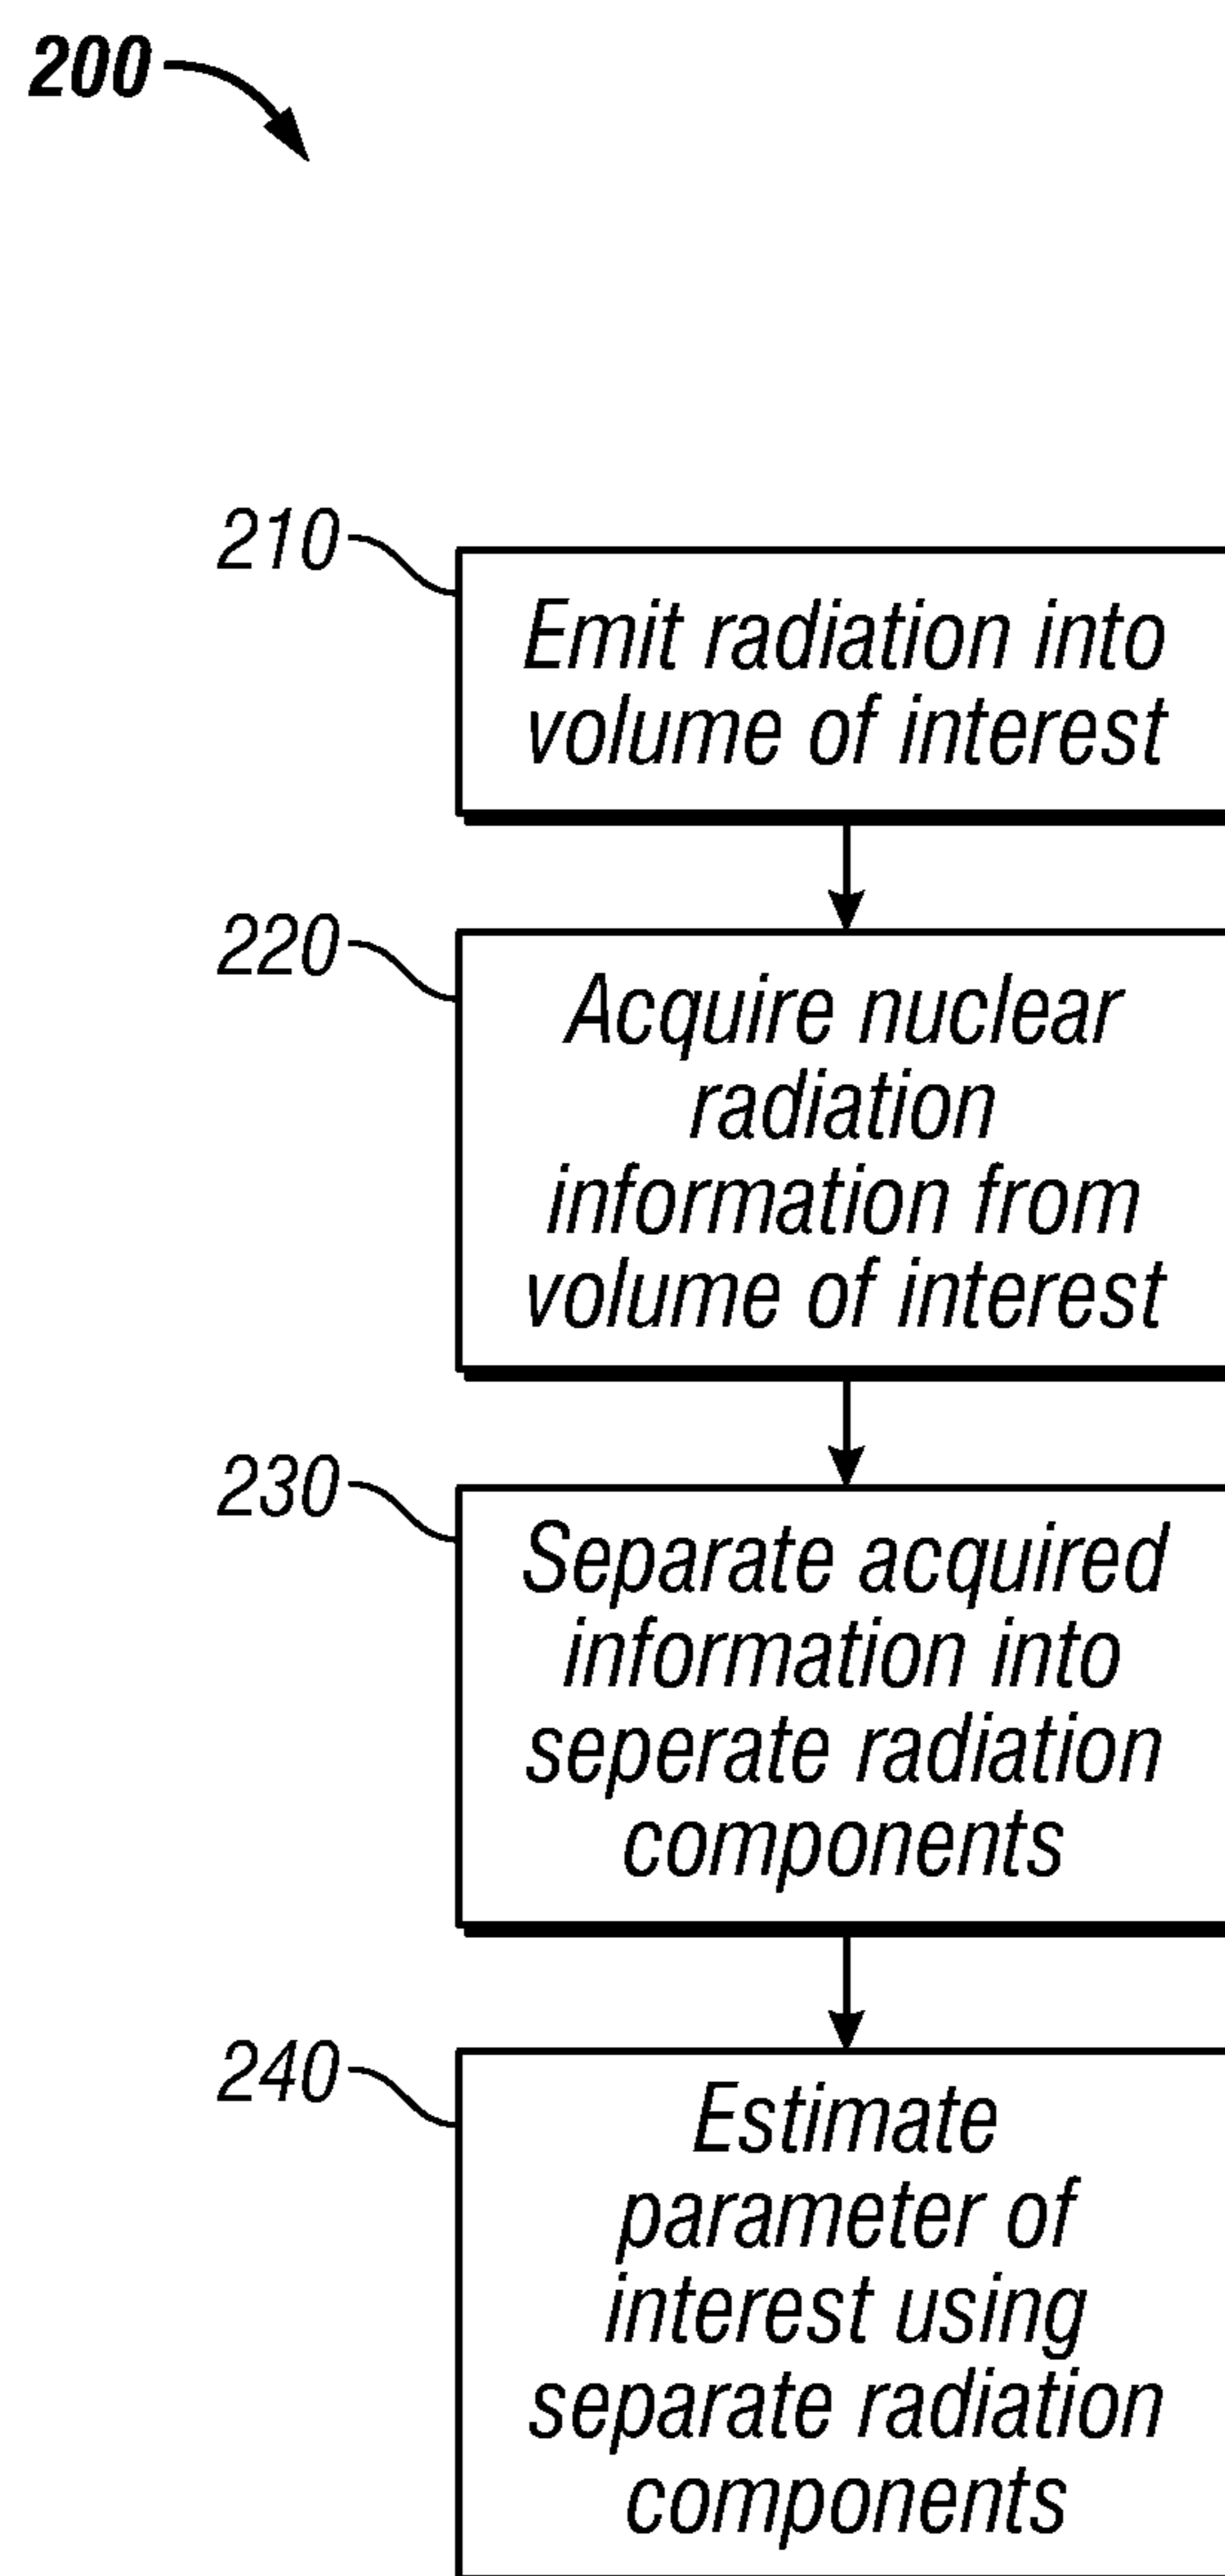 200
210
Emit radiation into
volume of interest
220
Acquire nuclear
radiation
information from
volume of interest
230
Separate acquired
information into
seperate radiation
components
240
Estimate
parameter of
interest using
separate radiation
components